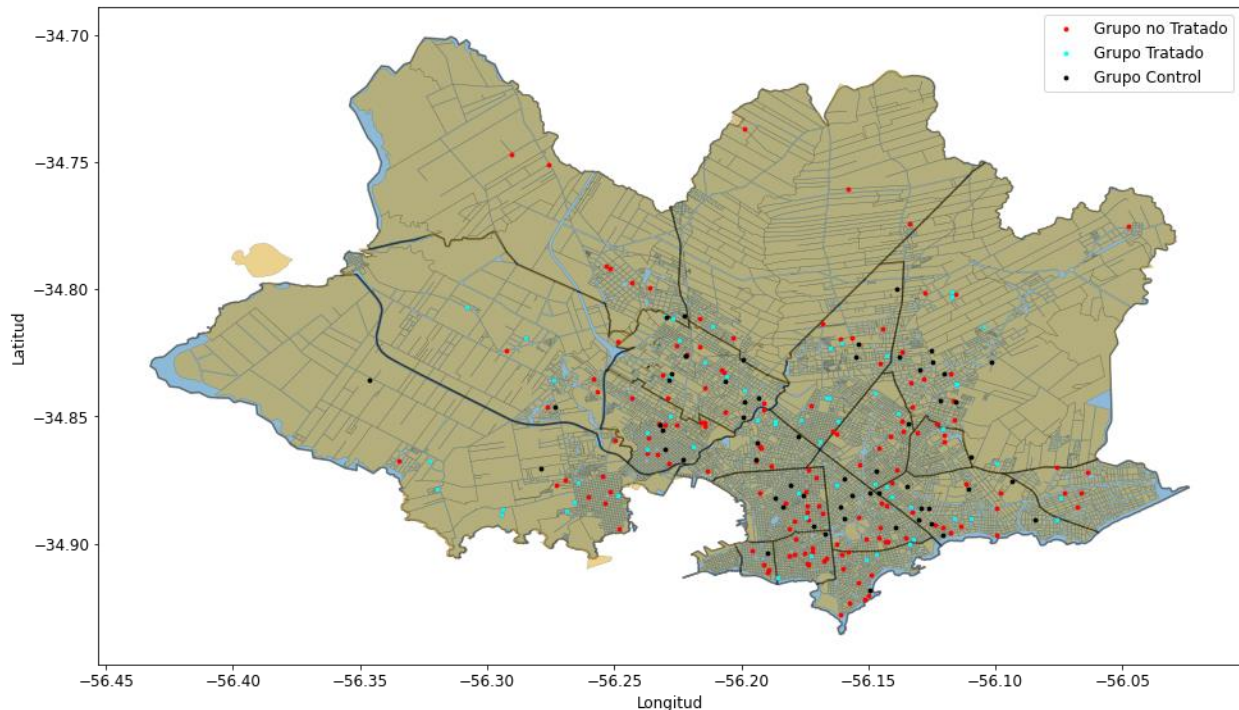 Grupo no Tratado
Grupo Tratado
Grupo Control
−34.70
−34.75
−34.80
−34.85
−34.90
Latitud
−56.45 −56.40 −56.35 −56.30 −56.25 −56.20 −56.15 −56.10 −56.05
Longitud